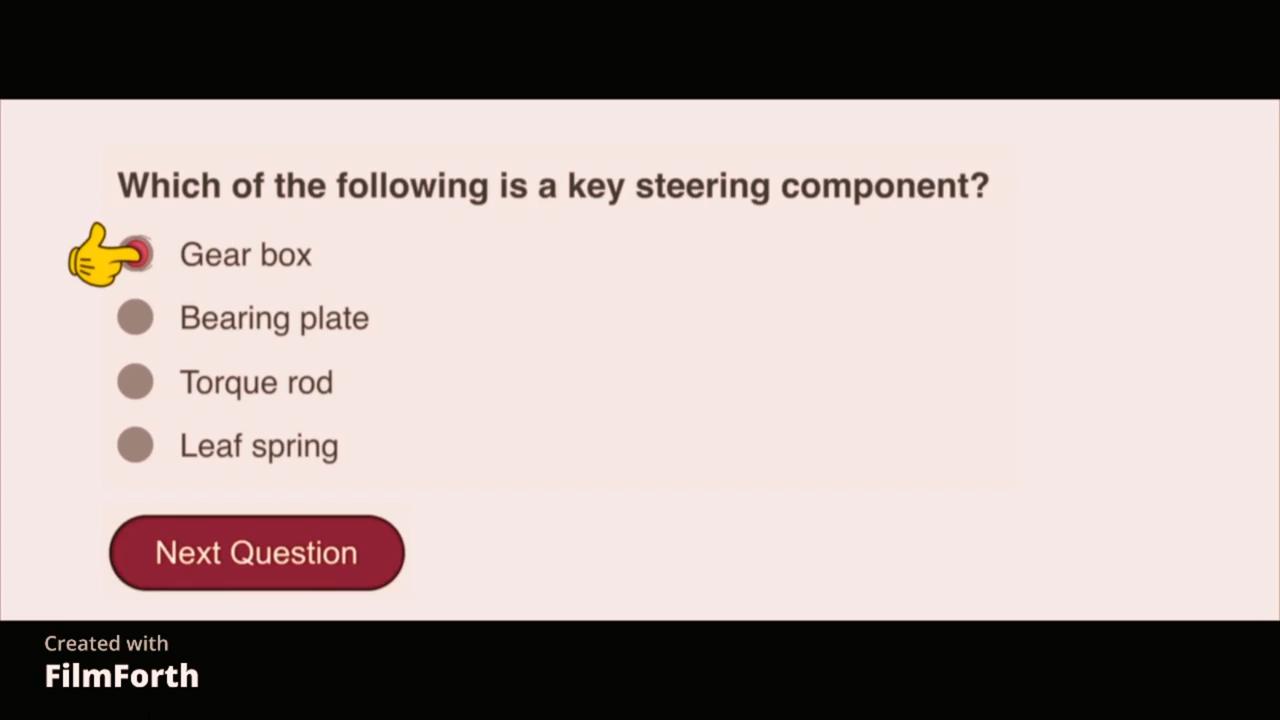 Which of the following is a key steering component?
Gear box
Bearing plate
Torque rod
Leaf spring
Next Question
Created with
FilmForth